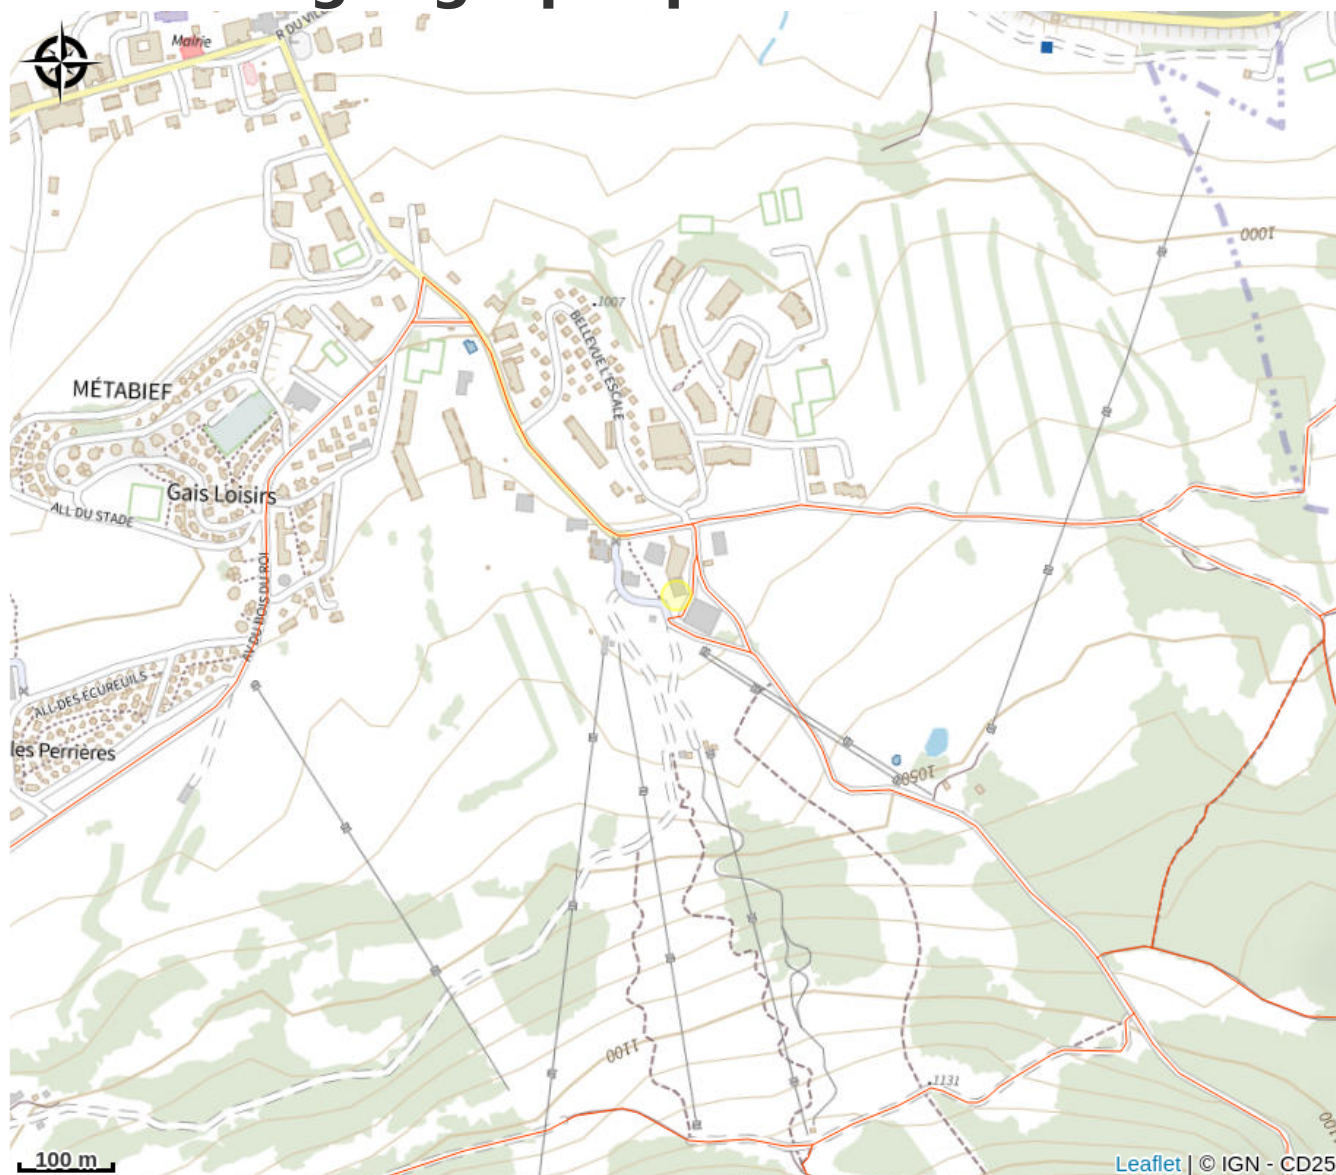 Mairie
R DU VIL
1000
1007
BELLEVUE L'ESCALE
MÉTABIEF
Gais Loisirs
ALL DU STADE
AV DU BOIS DU ROI
ALL DES ECUREUILS
les Perrières
1050
1100
1131
100
100 m
Leaflet | © IGN - CD25